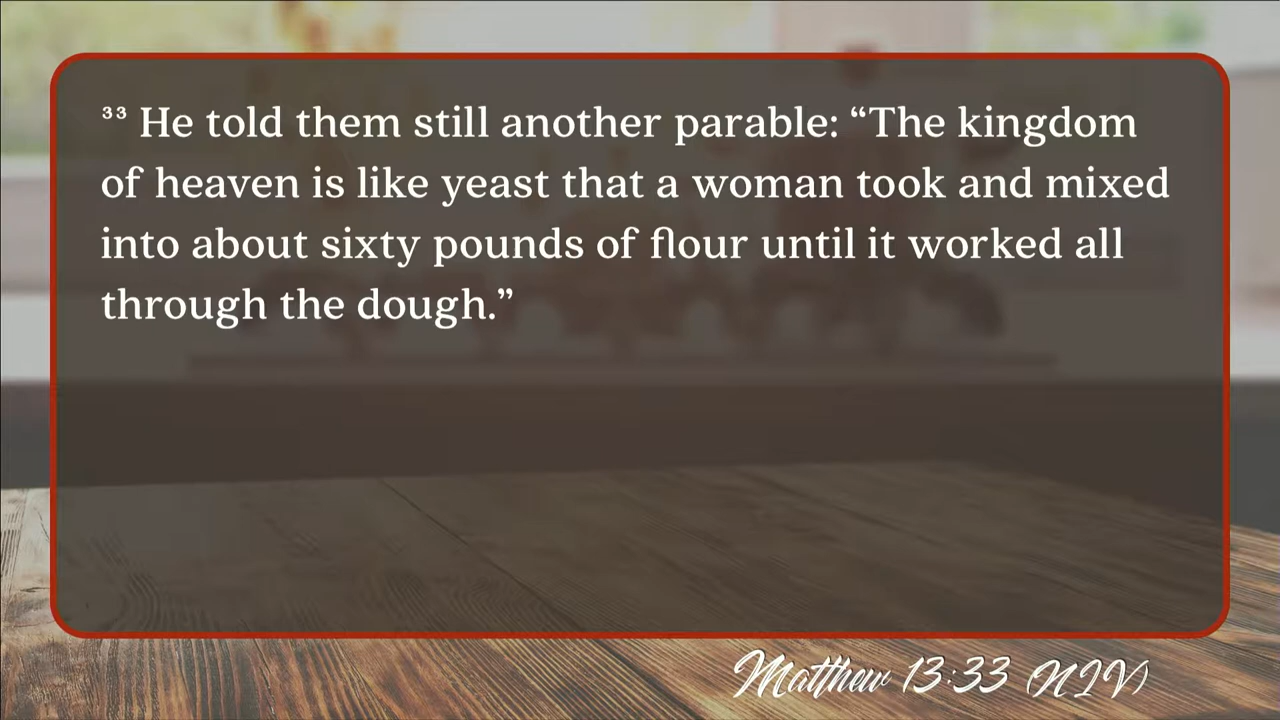 ³³ He told them still another parable: “The kingdom
of heaven is like yeast that a woman took and mixed
into about sixty pounds of flour until it worked all
through the dough.”
Matthew 13:33 (NIV)